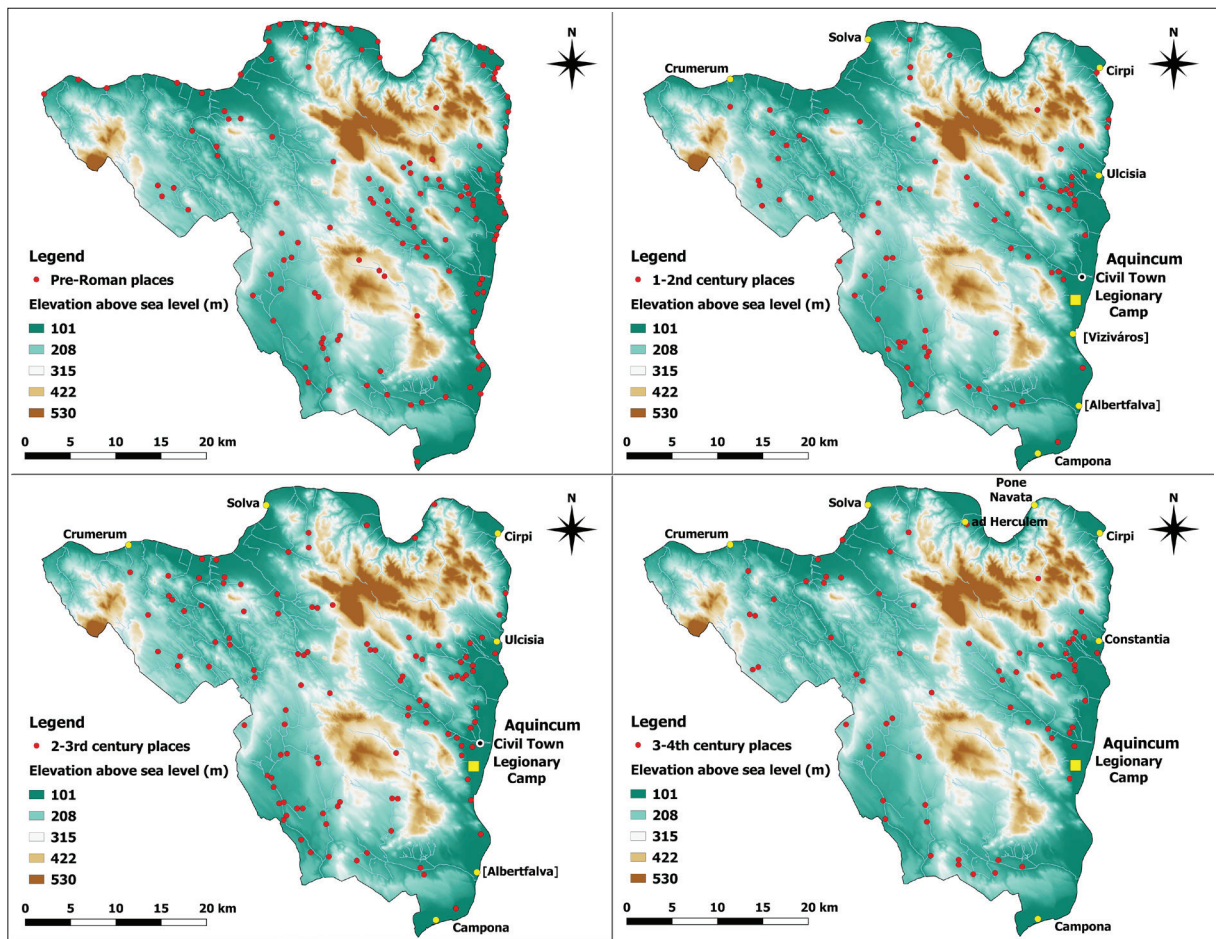 N
Legend
Pre-Roman places
Elevation above sea level (m)
101
208
315
422
530
0 5 10 15 20 km
N
Solva
Cirpi
Crumerum
Ulcisia
Aquincum
Civil Town
Legionary
Camp
[Víziváros]
[Albertfalva]
Campona
Legend
1-2nd century places
Elevation above sea level (m)
101
208
315
422
530
0 5 10 15 20 km
N
Solva
Crumerum
Cirpi
Ulcisia
Aquincum
Civil Town
Legionary
Camp
[Albertfalva]
Campona
Legend
2-3rd century places
Elevation above sea level (m)
101
208
315
422
530
0 5 10 15 20 km
N
Pone
Navata
Solva
ad Herculem
Cirpi
Crumerum
Constantia
Aquincum
Legionary
Camp
Campona
Legend
3-4th century places
Elevation above sea level (m)
101
208
315
422
530
0 5 10 15 20 km